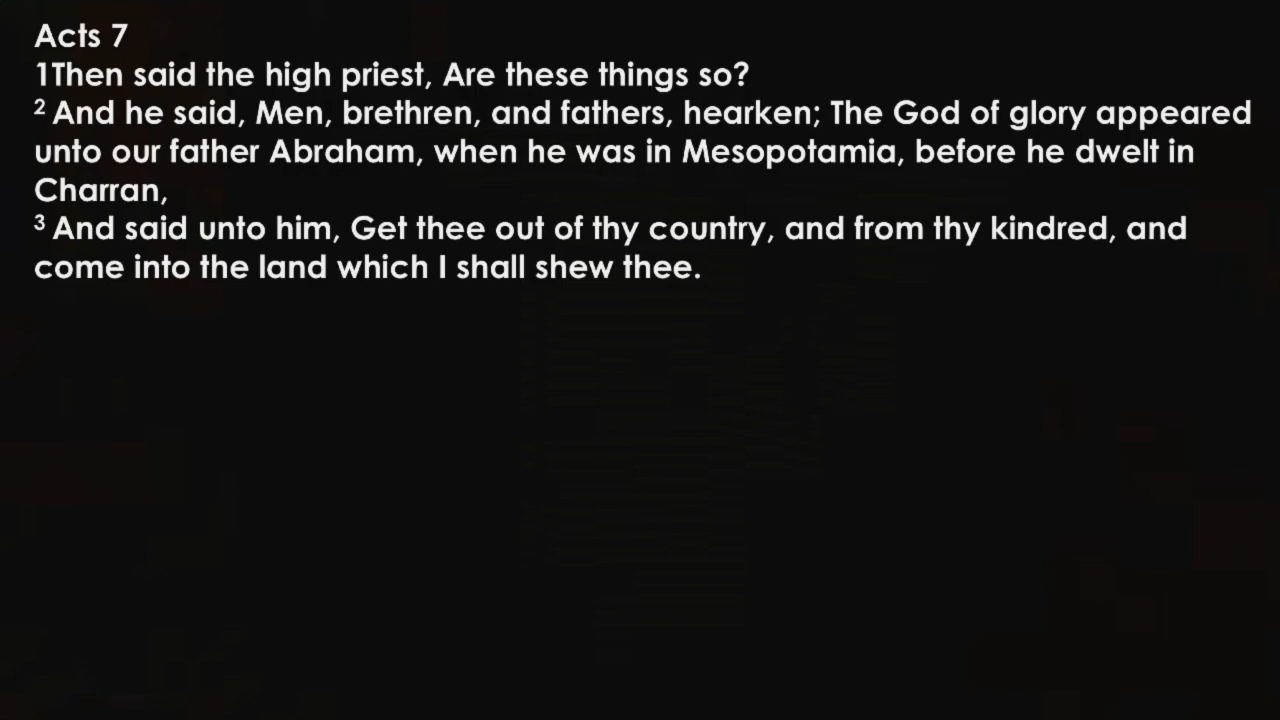 Acts 7
1Then said the high priest, Are these things so?
2 And he said, Men, brethren, and fathers, hearken; The God of glory appeared
unto our father Abraham, when he was in Mesopotamia, before he dwelt in
Charran,
3 And said unto him, Get thee out of thy country, and from thy kindred, and
come into the land which I shall shew thee.